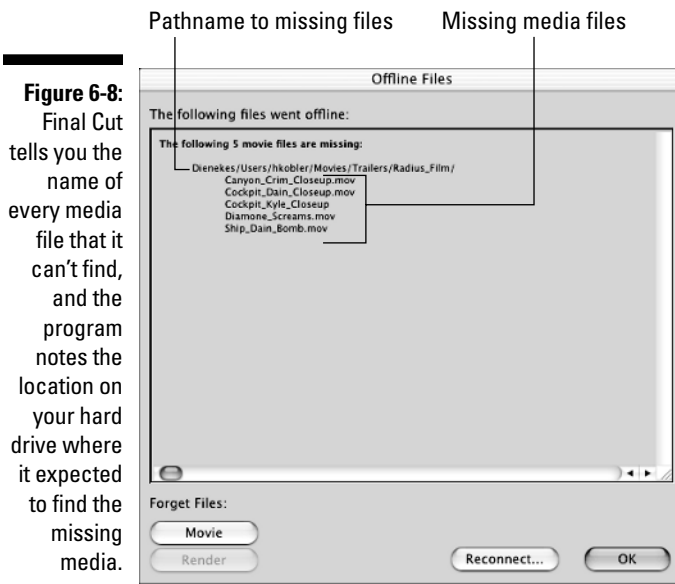 Pathname to missing files
Missing media files
Figure 6-8:
Final Cut
tells you the
name of
every media
file that it
can't find,
and the
program
notes the
location on
your hard
drive where
it expected
to find the
missing
media.
Offline Files
The following files went offline:
The following 5 movie files are missing:
Dienekes/Users/hkobler/Movies/Trailers/Radius_Film/
Canyon_Crim_Closeup.mov
Cockpit_Dain_Closeup.mov
Cockpit_Kyle_Closeup
Diamone_Screams.mov
Ship_Dain_Bomb.mov
Forget Files:
Movie
Render
Reconnect...
OK